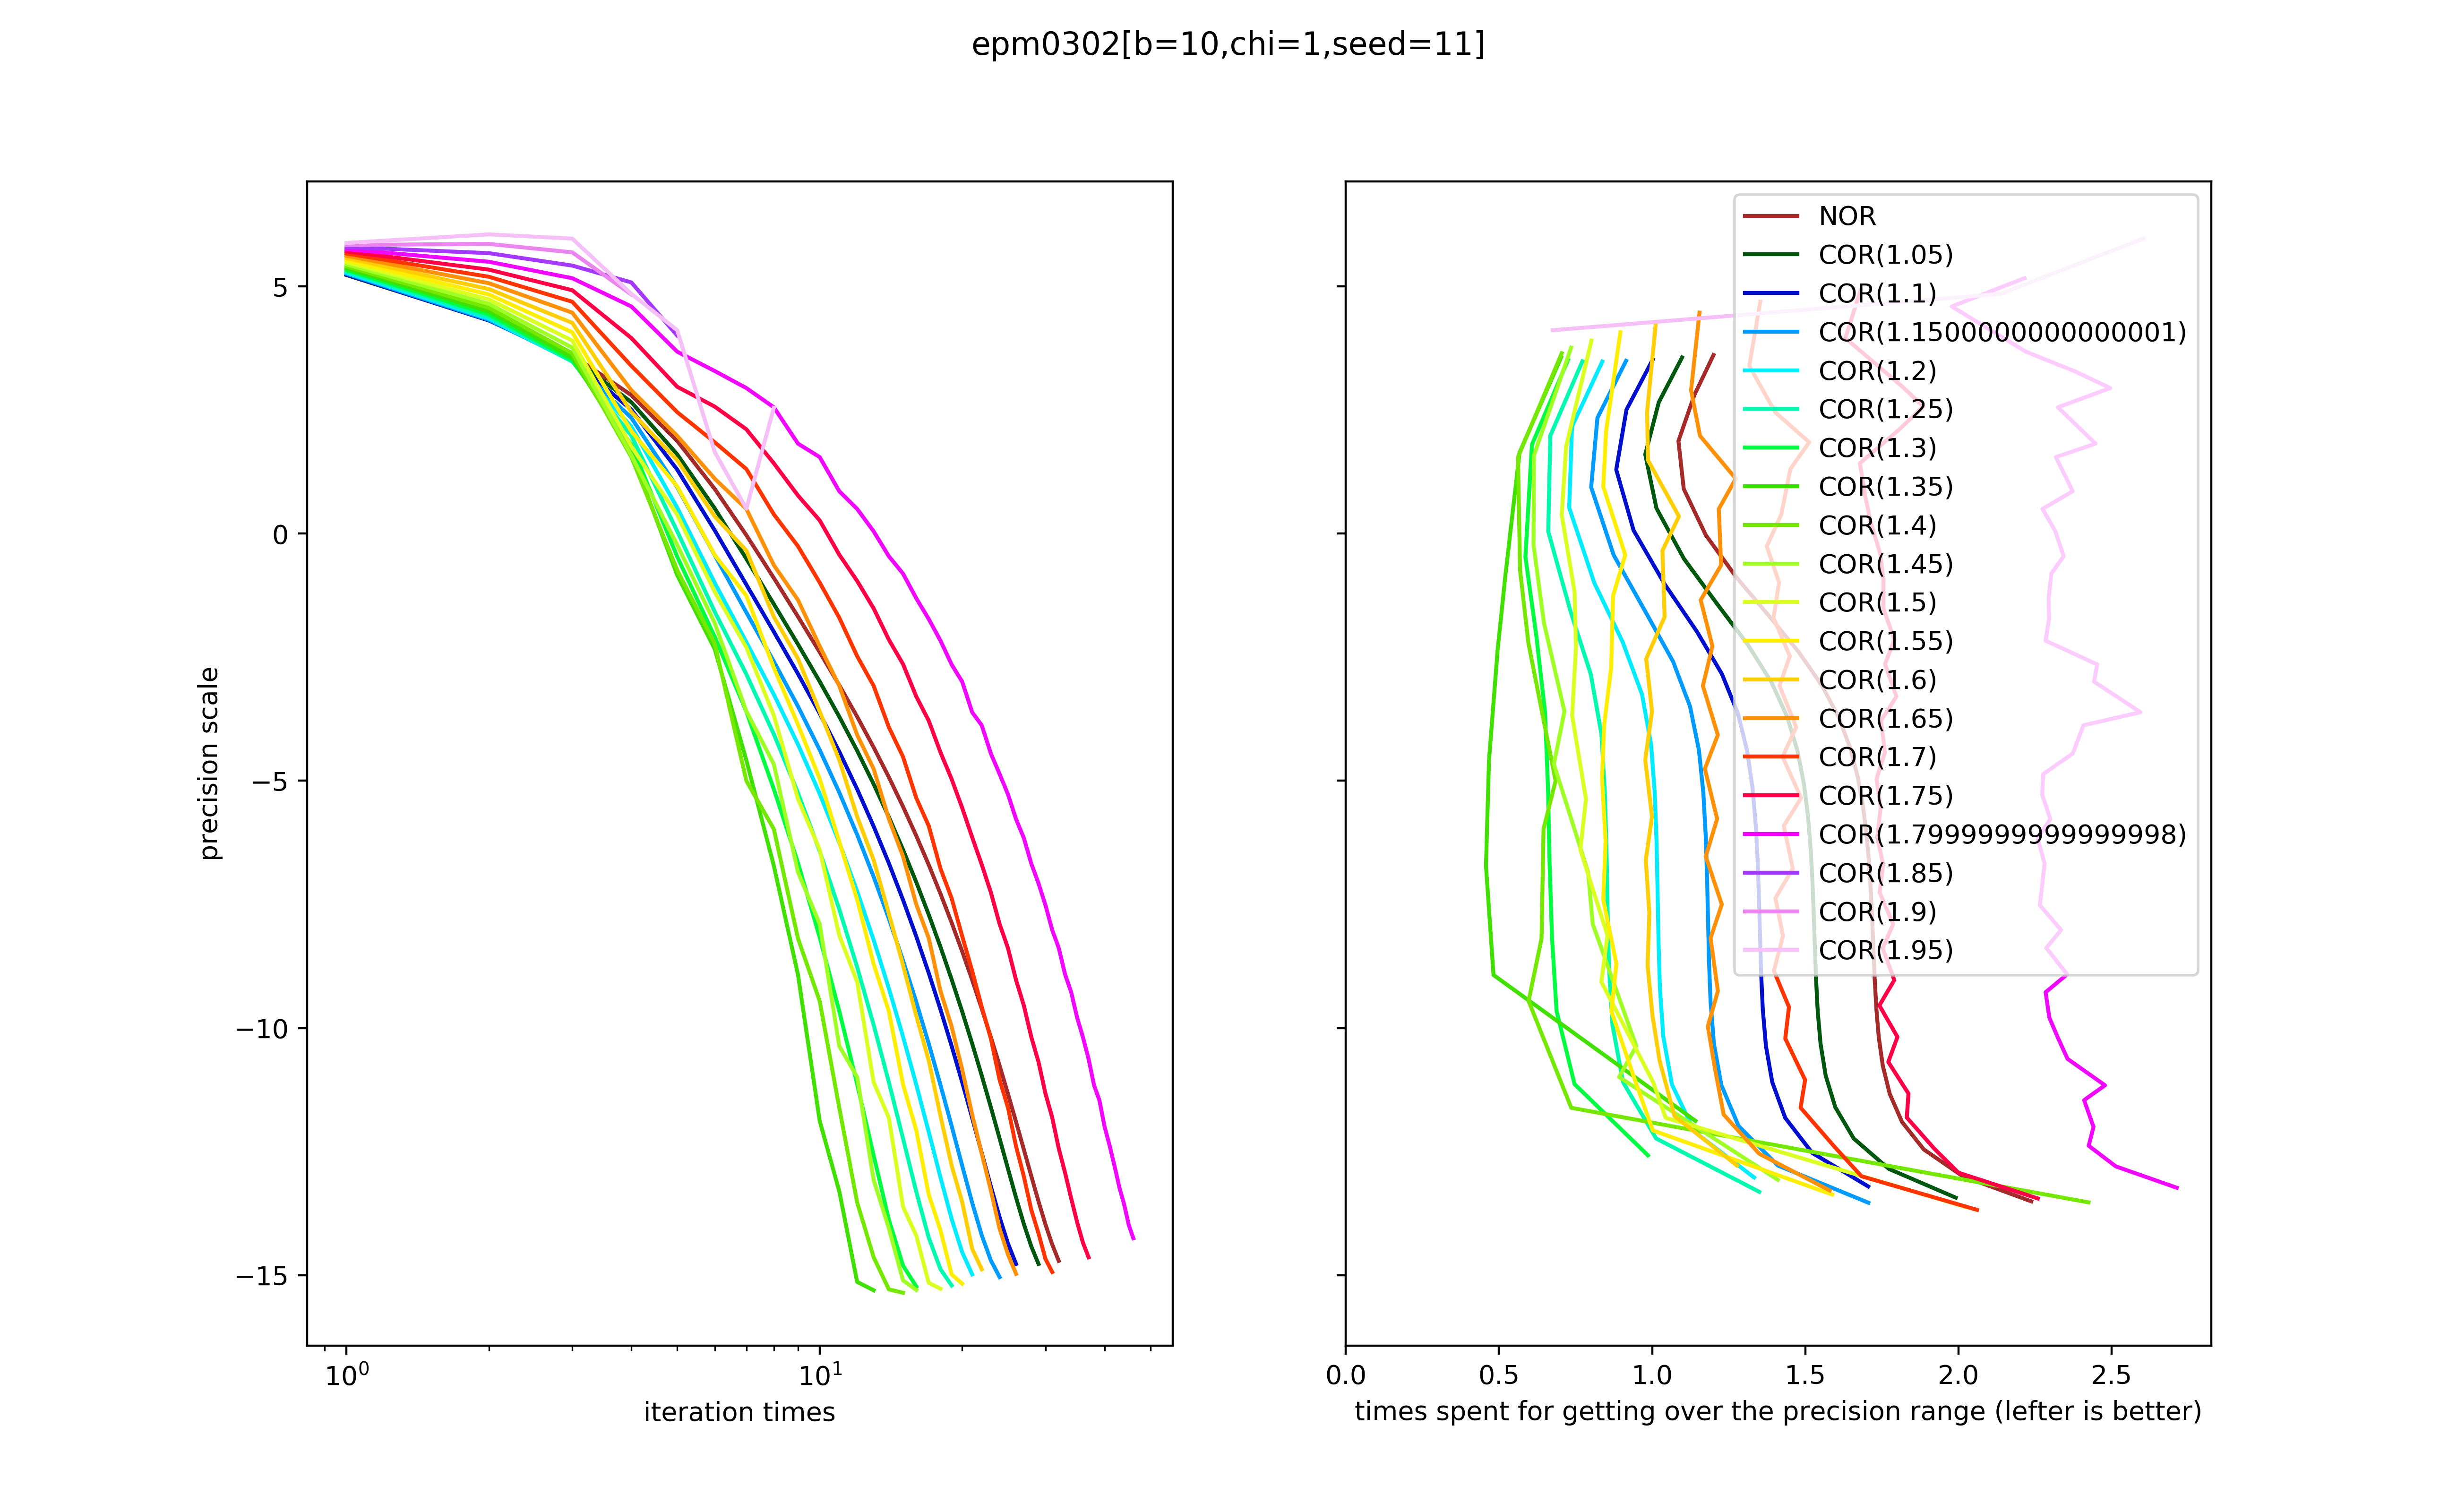 epm0302[b=10,chi=1,seed=11]
precision scale
5
0
−5
−10
−15
10⁰
10¹
iteration times
NOR
COR(1.05)
COR(1.1)
COR(1.1500000000000001)
COR(1.2)
COR(1.25)
COR(1.3)
COR(1.35)
COR(1.4)
COR(1.45)
COR(1.5)
COR(1.55)
COR(1.6)
COR(1.65)
COR(1.7)
COR(1.75)
COR(1.7999999999999998)
COR(1.85)
COR(1.9)
COR(1.95)
0.0
0.5
1.0
1.5
2.0
2.5
times spent for getting over the precision range (lefter is better)